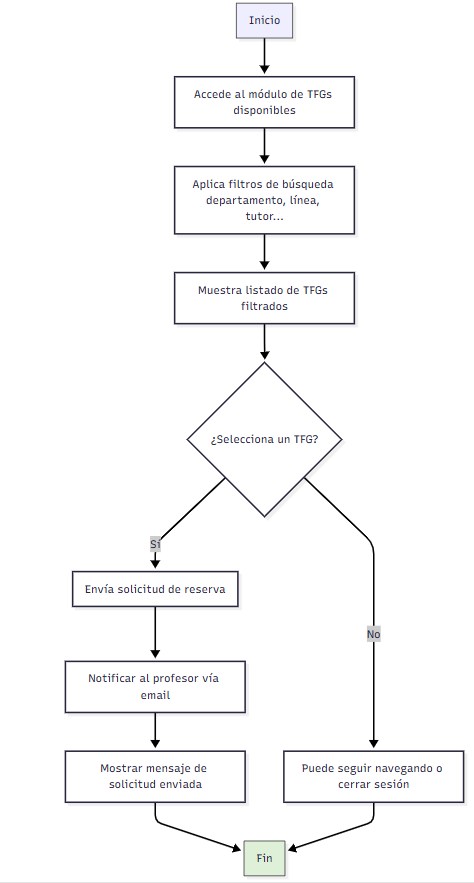 Inicio
Accede al módulo de TFGs
disponibles
Aplica filtros de búsqueda
departamento, línea,
tutor...
Muestra listado de TFGs
filtrados
¿Selecciona un TFG?
Sí
Envía solicitud de reserva
No
Notificar al profesor vía
email
Mostrar mensaje de
solicitud enviada
Puede seguir navegando o
cerrar sesión
Fin